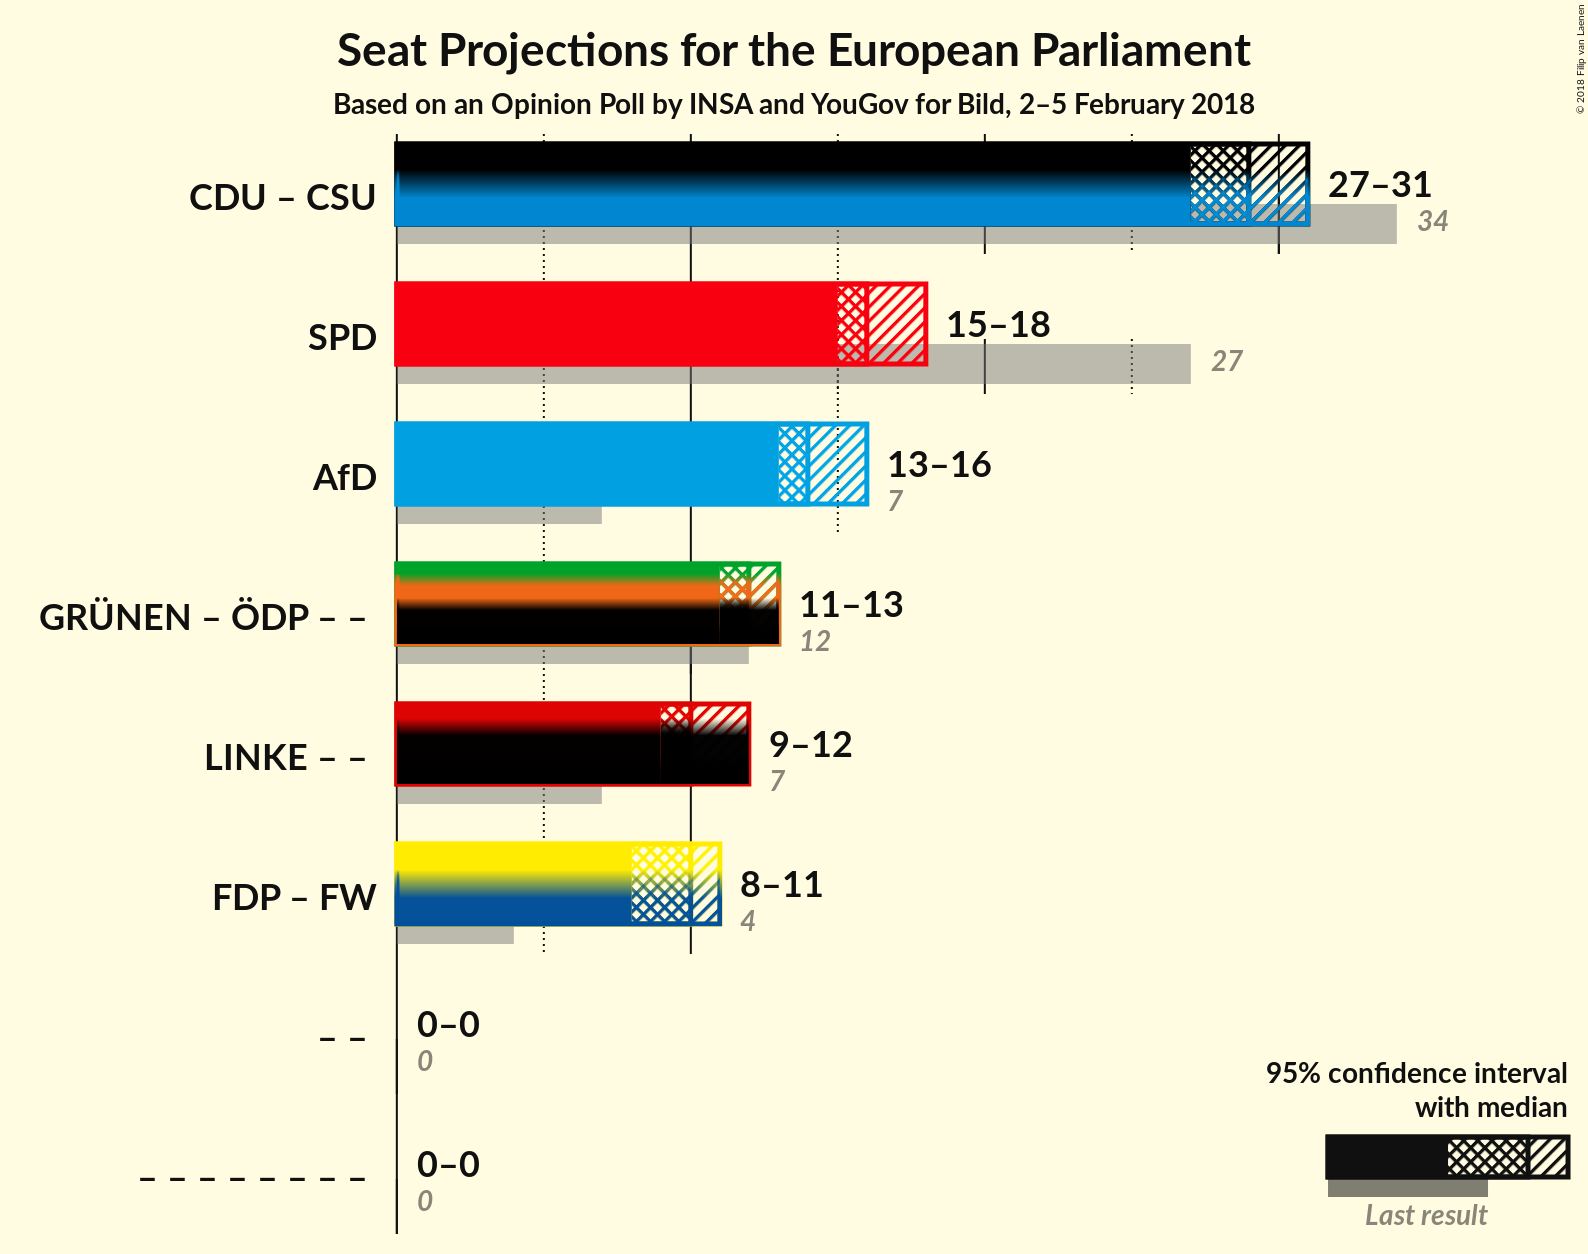 Seat Projections for the European Parliament
Based on an Opinion Poll by INSA and YouGov for Bild, 2–5 February 2018
© 2018 Filip van Laenen
CDU – CSU
27–31
34
SPD
15–18
27
AfD
13–16
7
GRÜNEN – ÖDP – –
11–13
12
LINKE – –
9–12
7
FDP – FW
8–11
4
– –
0–0
0
– – – – – – – –
0–0
0
95% confidence interval
with median
Last result